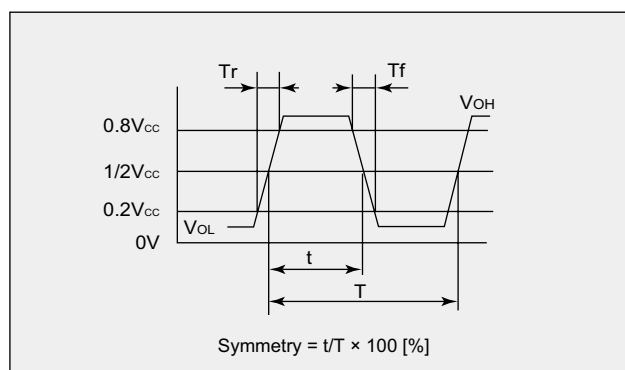 Tr
Tf
VOH
0.8Vcc
1/2Vcc
0.2Vcc
VOL
0V
t
T
Symmetry = t/T × 100 [%]